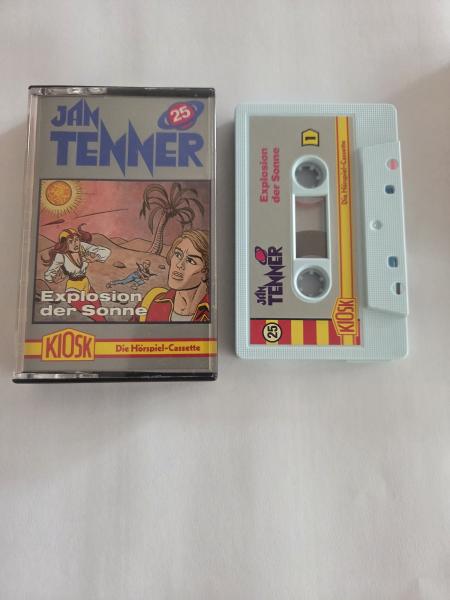 JAN
TENNER
25
Explosion
der Sonne
KIOSK
Die Hörspiel-Cassette
25
JAN
TENNER
Explosion
der Sonne
1
KIOSK
Die Hörspiel-Cassette